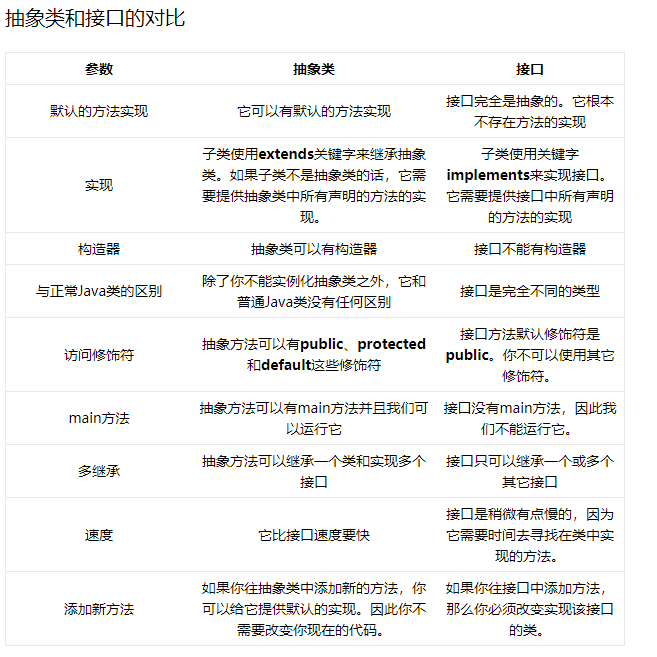 抽象类和接口的对比
参数 抽象类 接口
默认的方法实现 它可以有默认的方法实现 接口完全是抽象的。它根本
不存在方法的实现
实现 子类使用extends关键字来继承抽象
类。如果子类不是抽象类的话，它需
要提供抽象类中所有声明的方法的实
现。 子类使用关键字
implements来实现接口。
它需要提供接口中所有声明
的方法的实现
构造器 抽象类可以有构造器 接口不能有构造器
与正常Java类的区别 除了你不能实例化抽象类之外，它和
普通Java类没有任何区别 接口是完全不同的类型
访问修饰符 抽象方法可以有public、protected
和default这些修饰符 接口方法默认修饰符是
public。你不可以使用其它
修饰符。
main方法 抽象方法可以有main方法并且我们可
以运行它 接口没有main方法，因此我
们不能运行它。
多继承 抽象方法可以继承一个类和实现多个
接口 接口只可以继承一个或多个
其它接口
速度 它比接口速度要快 接口是稍微有点慢的，因为
它需要时间去寻找在类中实
现的方法。
添加新方法 如果你往抽象类中添加新的方法，你
可以给它提供默认的实现。因此你不
需要改变你现在的代码。 如果你往接口中添加方法，
那么你必须改变实现该接口
的类。